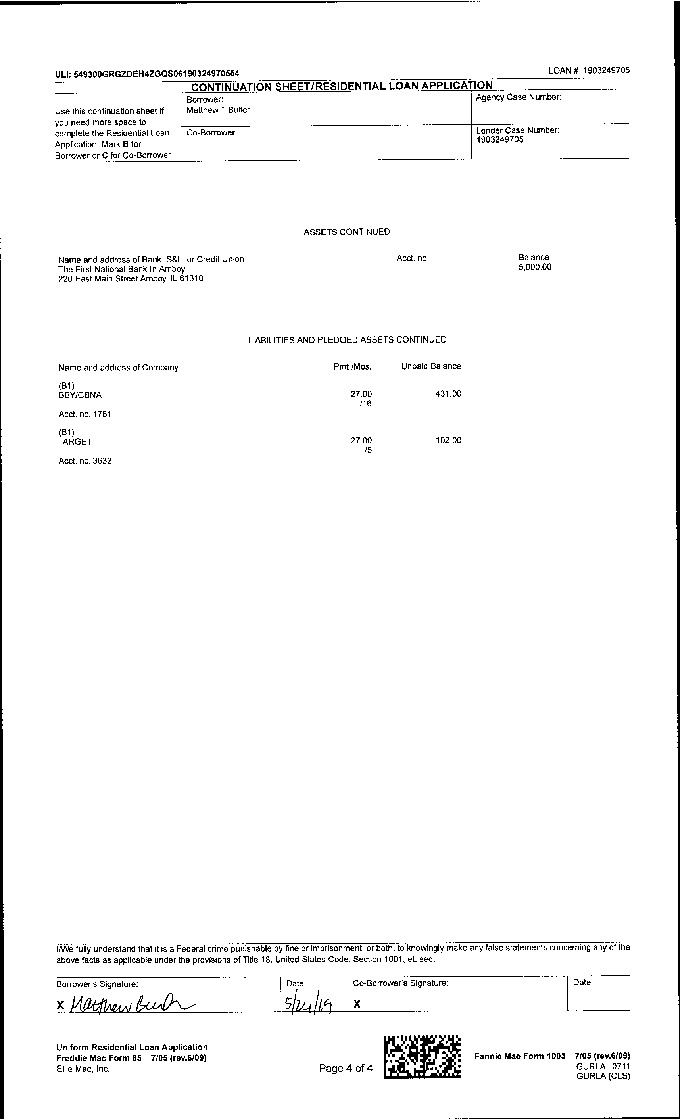 ULI: 549300GRGZDEH4ZGQS06190324970564
LOAN # 1903249705
CONTINUATION SHEET/RESIDENTIAL LOAN APPLICATION
Use this continuation sheet if
you need more space to
complete the Residential Loan
Application. Mark B for
Borrower or C for Co-Borrower.
Borrower:
Matthew
Co-Borrower
Agency Case Number:
Lender Case Number:
1903249705
ASSETS CONTINUED
Name and address of Bank, S&L, or Credit Union
Acct. no.
Balance
The First National Bank In Amboy
5,000.00
220 East Main Street Amboy, IL 61310
LIABILITIES AND PLEDGED ASSETS CONTINUED
Name and address of Company
Pmt./Mos.
Unpaid Balance
(B1)
BBY/CBNA
27.00
431.00
/16
Acct. no. 1761
(B1)
TARGET
27.00
102.00
/5
Acct. no. 3632
I/We fully understand that it is a Federal crime punishable by fine or imprisonment, or both, to knowingly make any false statements concerning any of the
above facts as applicable under the provisions of Title 18, United States Code, Section 1001, et. seq.
Borrower's Signature:
Date
Co-Borrower's Signature:
Date
X Matthew
5/24/19
X
Uniform Residential Loan Application
Freddie Mac Form 65 7/05 (rev.6/09)
Ellie Mae, Inc.
Page 4 of 4
Fannie Mae Form 1003 7/05 (rev.6/09)
GURLA 0711
GURLA (CLS)